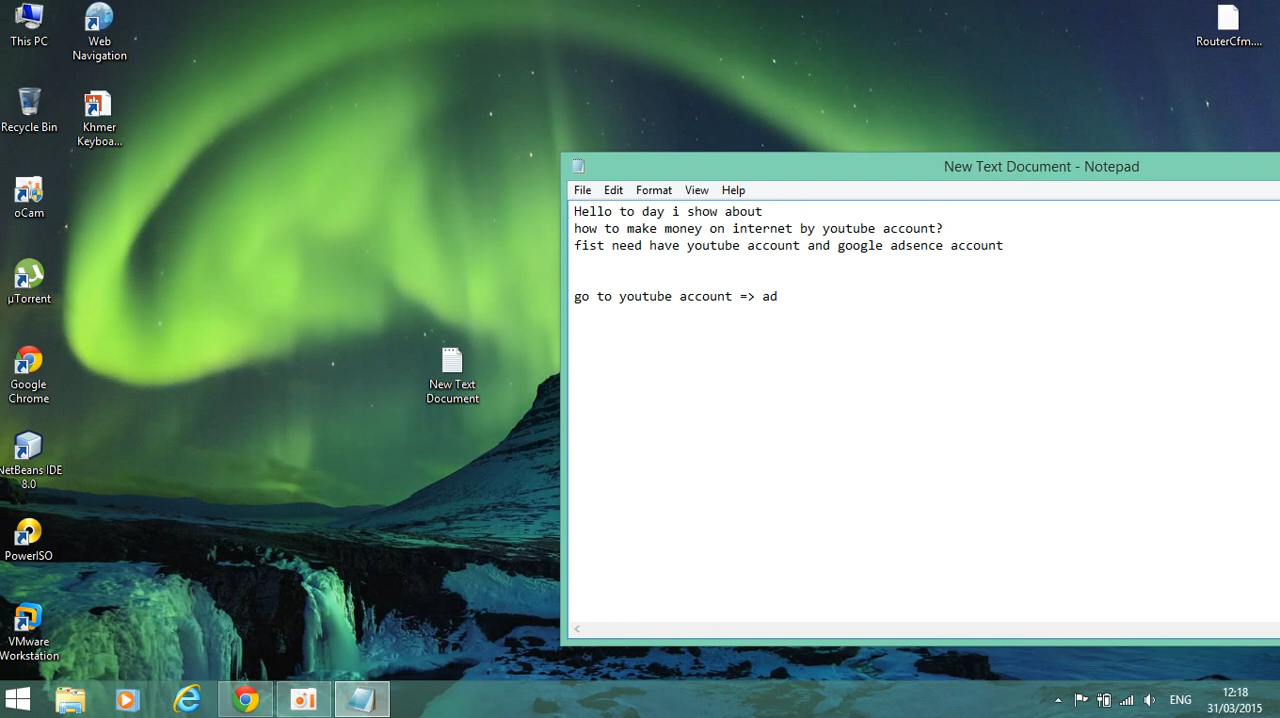 This PC
Web
Navigation
RouterCfm....
Recycle Bin
Khmer
Keyboa...
oCam
µTorrent
Google
Chrome
NetBeans IDE
8.0
PowerISO
VMware
Workstation
New Text
Document
New Text Document - Notepad
File Edit Format View Help
Hello to day i show about
how to make money on internet by youtube account?
fist need have youtube account and google adsence account
go to youtube account => ad
ENG
12:18
31/03/2015